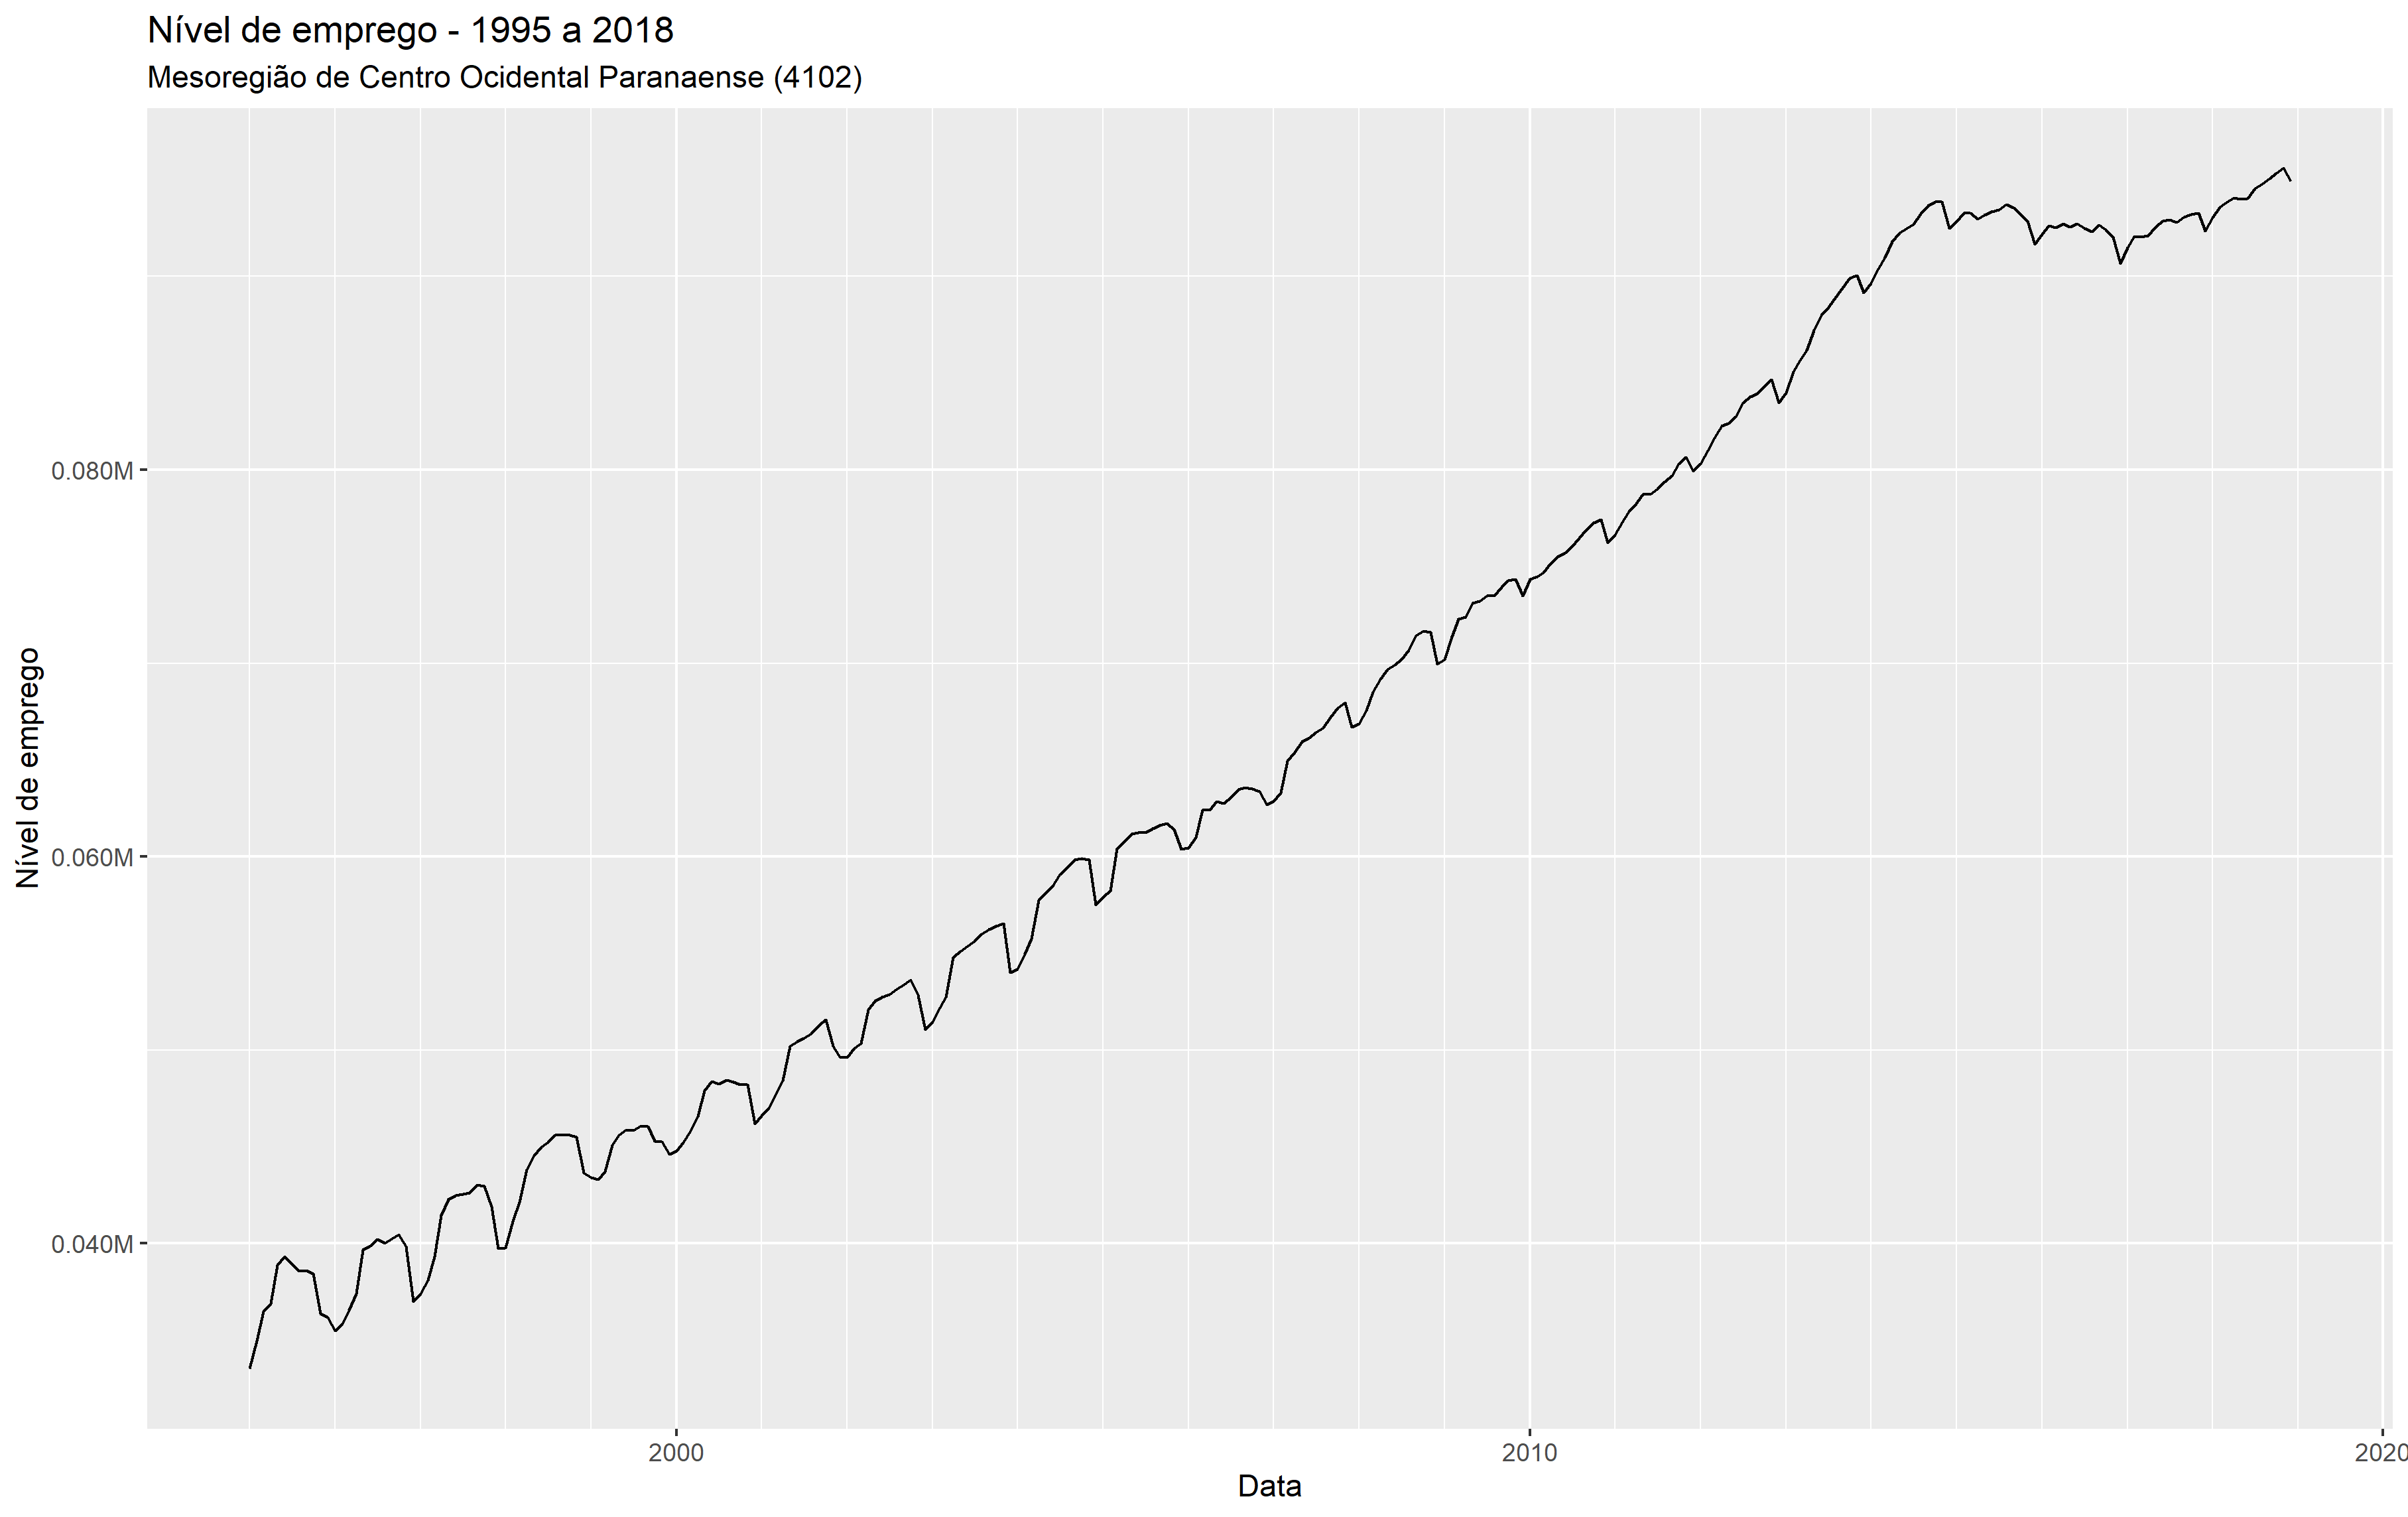 Nível de emprego - 1995 a 2018
Mesoregião de Centro Ocidental Paranaense (4102)
Nível de emprego
0.080M
0.060M
0.040M
2000
2010
2020
Data